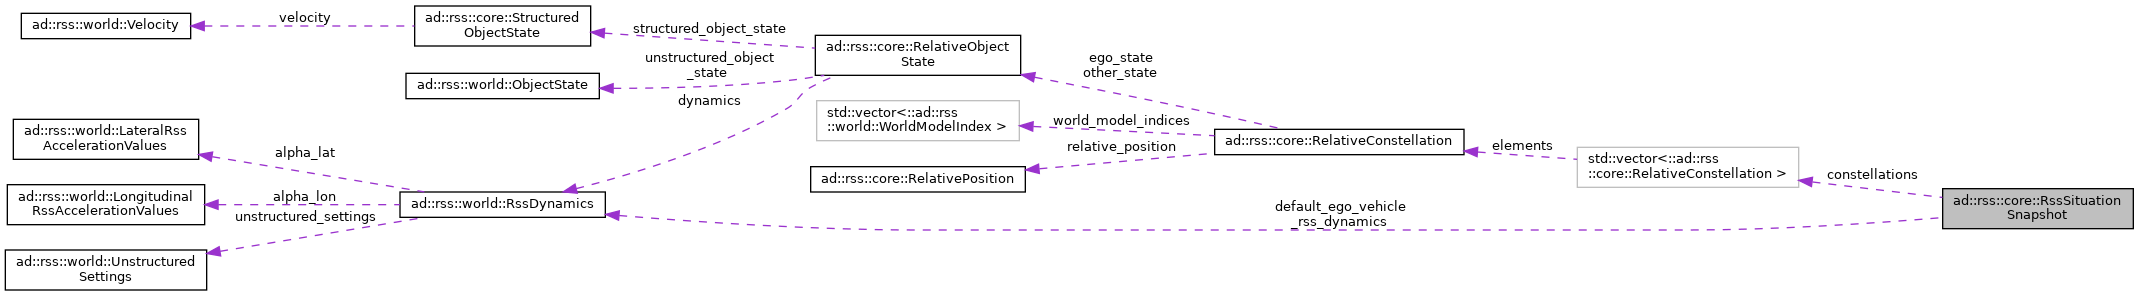 ad::rss::world::Velocity
velocity
ad::rss::core::Structured
ObjectState
structured_object_state
unstructured_object
_state
ad::rss::world::ObjectState
dynamics
ad::rss::core::RelativeObject
State
ego_state
other_state
std::vector<::ad::rss
::world::WorldModelIndex >
world_model_indices
relative_position
ad::rss::core::RelativePosition
ad::rss::core::RelativeConstellation
elements
std::vector<::ad::rss
::core::RelativeConstellation >
constellations
ad::rss::core::RssSituation
Snapshot
ad::rss::world::LateralRss
AccelerationValues
alpha_lat
ad::rss::world::Longitudinal
RssAccelerationValues
alpha_lon
unstructured_settings
ad::rss::world::RssDynamics
default_ego_vehicle
_rss_dynamics
ad::rss::world::Unstructured
Settings